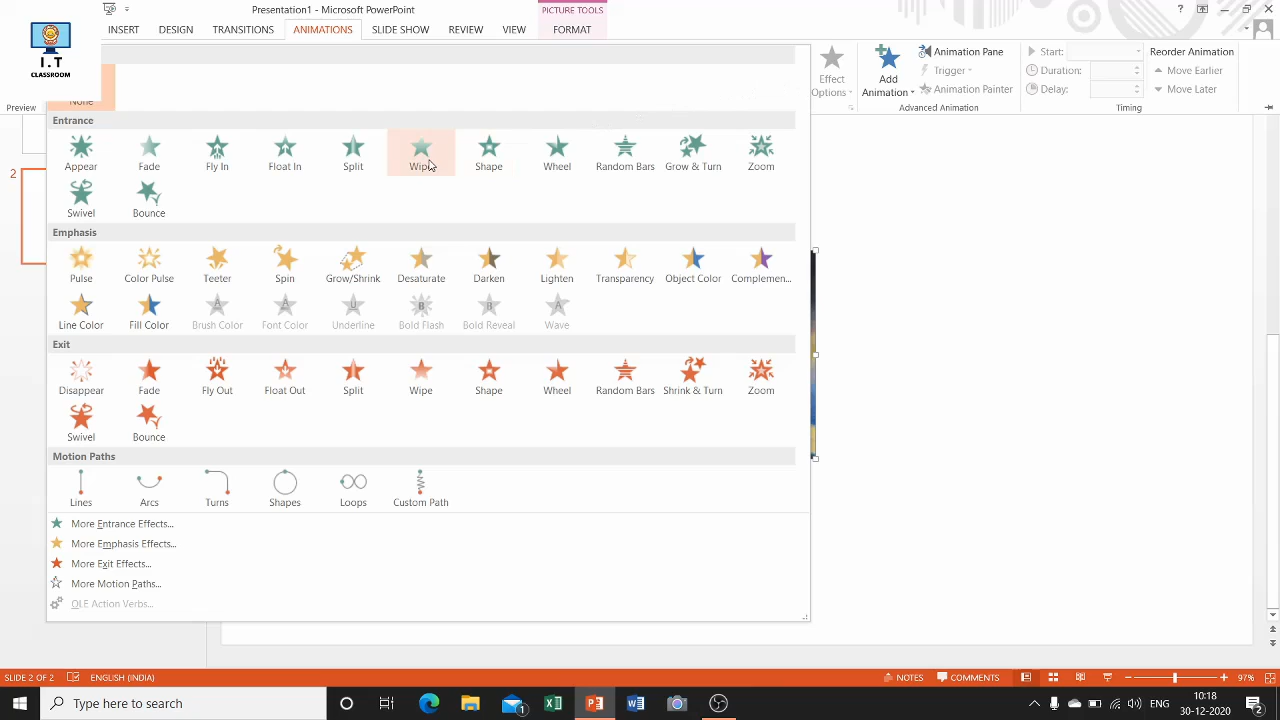 Presentation1 - Microsoft PowerPoint
PICTURE TOOLS
?
I.T
CLASSROOM
INSERT DESIGN TRANSITIONS ANIMATIONS SLIDE SHOW REVIEW VIEW FORMAT
Preview
None
Effect
Options
Add
Animation
Animation Pane
Trigger
Animation Painter
Advanced Animation
Start:
Duration:
Delay:
Reorder Animation
Move Earlier
Move Later
Timing
2
Entrance
Appear Fade Fly In Float In Split Wipe Shape Wheel Random Bars Grow & Turn Zoom
Swivel Bounce
Emphasis
Pulse Color Pulse Teeter Spin Grow/Shrink Desaturate Darken Lighten Transparency Object Color Complemen...
Line Color Fill Color Brush Color Font Color Underline Bold Flash Bold Reveal Wave
Exit
Disappear Fade Fly Out Float Out Split Wipe Shape Wheel Random Bars Shrink & Turn Zoom
Swivel Bounce
Motion Paths
Lines Arcs Turns Shapes Loops Custom Path
More Entrance Effects...
More Emphasis Effects...
More Exit Effects...
More Motion Paths...
OLE Action Verbs...
SLIDE 2 OF 2 ENGLISH (INDIA) NOTES COMMENTS 97%
Type here to search
ENG
10:18
30-12-2020